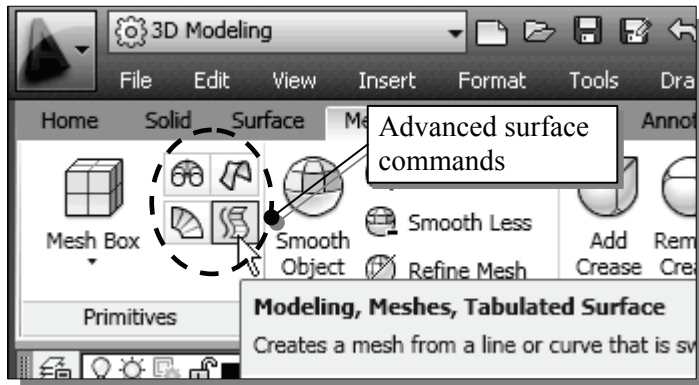 3D Modeling
File Edit View Insert Format Tools
Home Solid Surface
Advanced surface
commands
Mesh Box
Smooth
Object
Smooth Less
Refine Mesh
Add
Crease
Primitives
Modeling, Meshes, Tabulated Surface
Creates a mesh from a line or curve that is